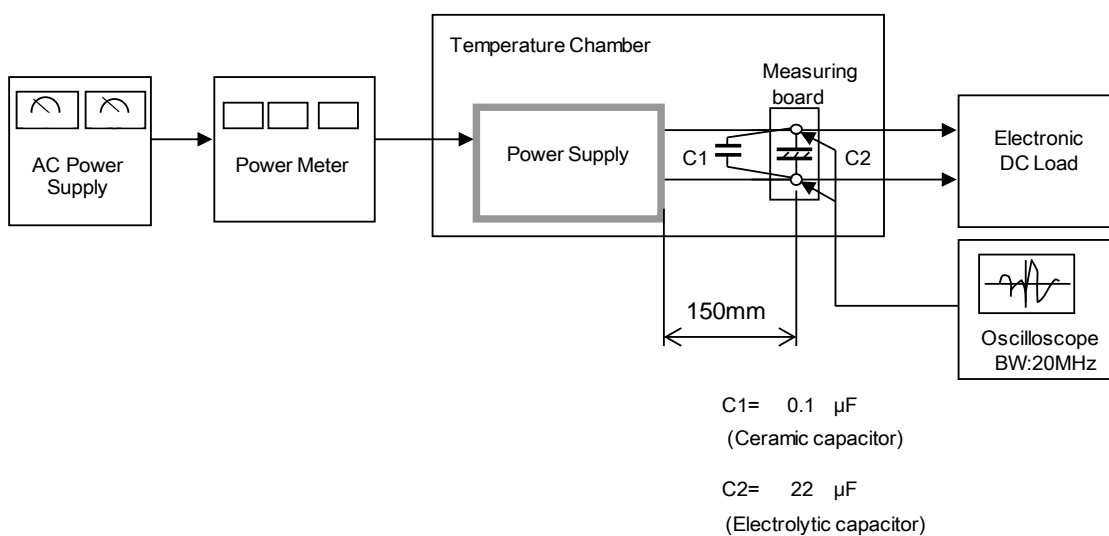 Temperature Chamber
Measuring
board
AC Power
Supply
Power Meter
Power Supply
C1
C2
Electronic
DC Load
150mm
Oscilloscope
BW:20MHz
C1= 0.1 µF
(Ceramic capacitor)
C2= 22 µF
(Electrolytic capacitor)